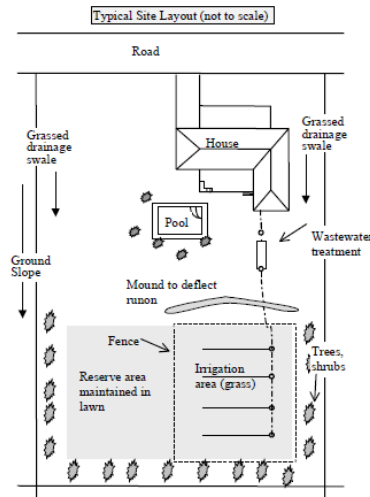 Typical Site Layout (not to scale)
Road
Grassed
drainage
swale
House
Grassed
drainage
swale
Pool
Wastewater
treatment
Ground
Slope
Mound to deflect
runon
Fence
Reserve area
maintained in
lawn
Irrigation
area (grass)
Trees,
shrubs